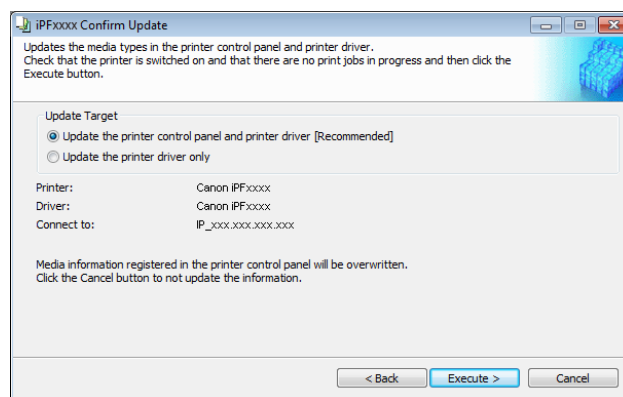 iPFxxxx Confirm Update
Updates the media types in the printer control panel and printer driver.
Check that the printer is switched on and that there are no print jobs in progress and then click the
Execute button.
Update Target
Update the printer control panel and printer driver [Recommended]
Update the printer driver only
Printer: Canon iPFxxxx
Driver: Canon iPFxxxx
Connect to: IP_xxx.xxx.xxx.xxx
Media information registered in the printer control panel will be overwritten.
Click the Cancel button to not update the information.
< Back Execute > Cancel